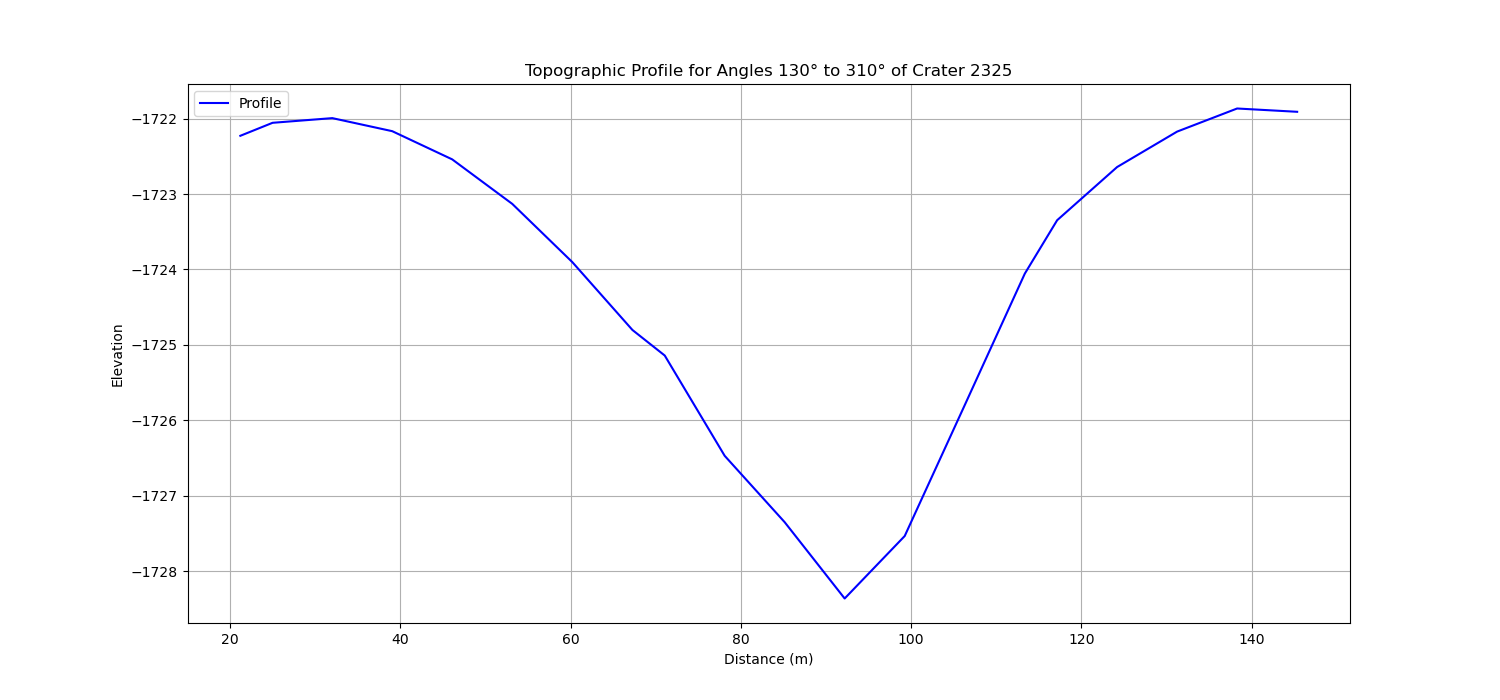 Topographic Profile for Angles 130° to 310° of Crater 2325
Profile
−1722
−1723
−1724
−1725
−1726
−1727
−1728
Elevation
20 40 60 80 100 120 140
Distance (m)